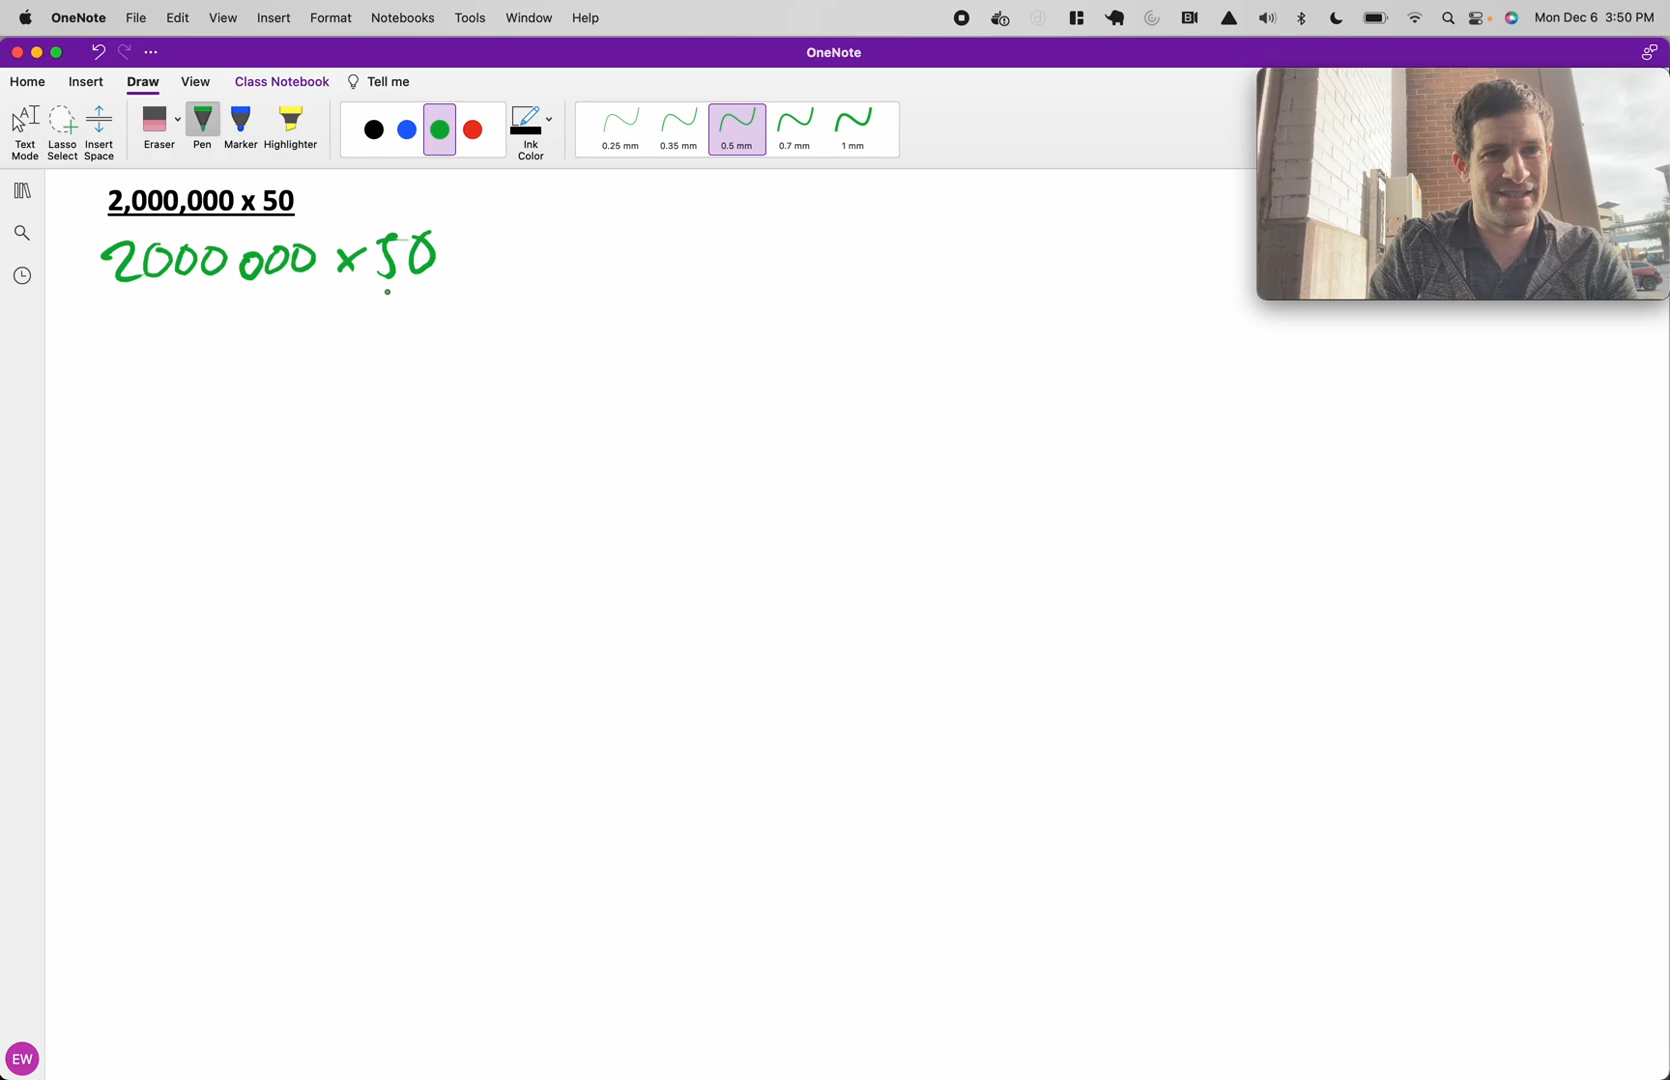 OneNote File Edit View Insert Format Notebooks Tools Window Help Mon Dec 6 3:50 PM
OneNote
Home Insert Draw View Class Notebook Tell me
Text Mode
Lasso Select
Insert Space
Eraser
Pen
Marker
Highlighter
Ink Color
0.25 mm
0.35 mm
0.5 mm
0.7 mm
1 mm
2,000,000 x 50
2000 000 x 50
EW